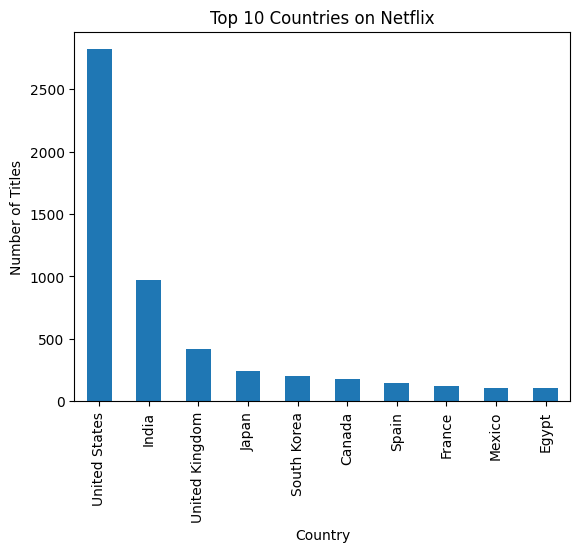 Top 10 Countries on Netflix
Number of Titles
2500
2000
1500
1000
500
0
United States
India
United Kingdom
Japan
South Korea
Canada
Spain
France
Mexico
Egypt
Country